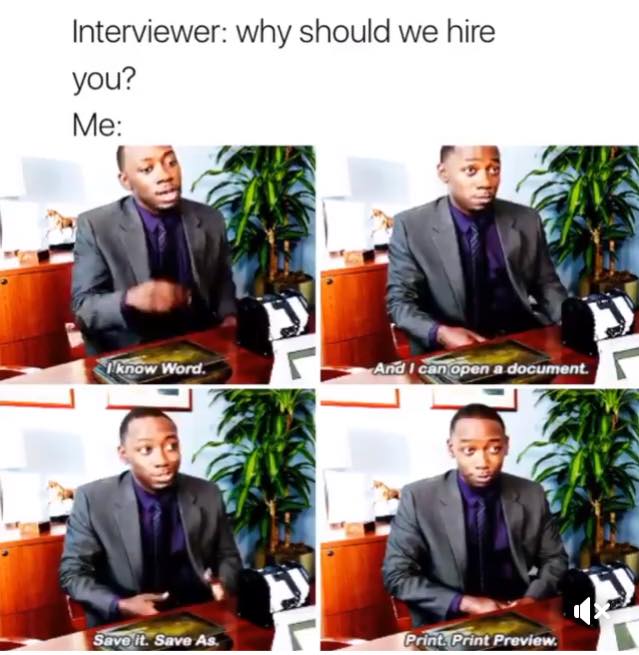 Interviewer: why should we hire
you?
Me:
I know Word.
And I can open a document.
Save it. Save As.
Print. Print Preview.